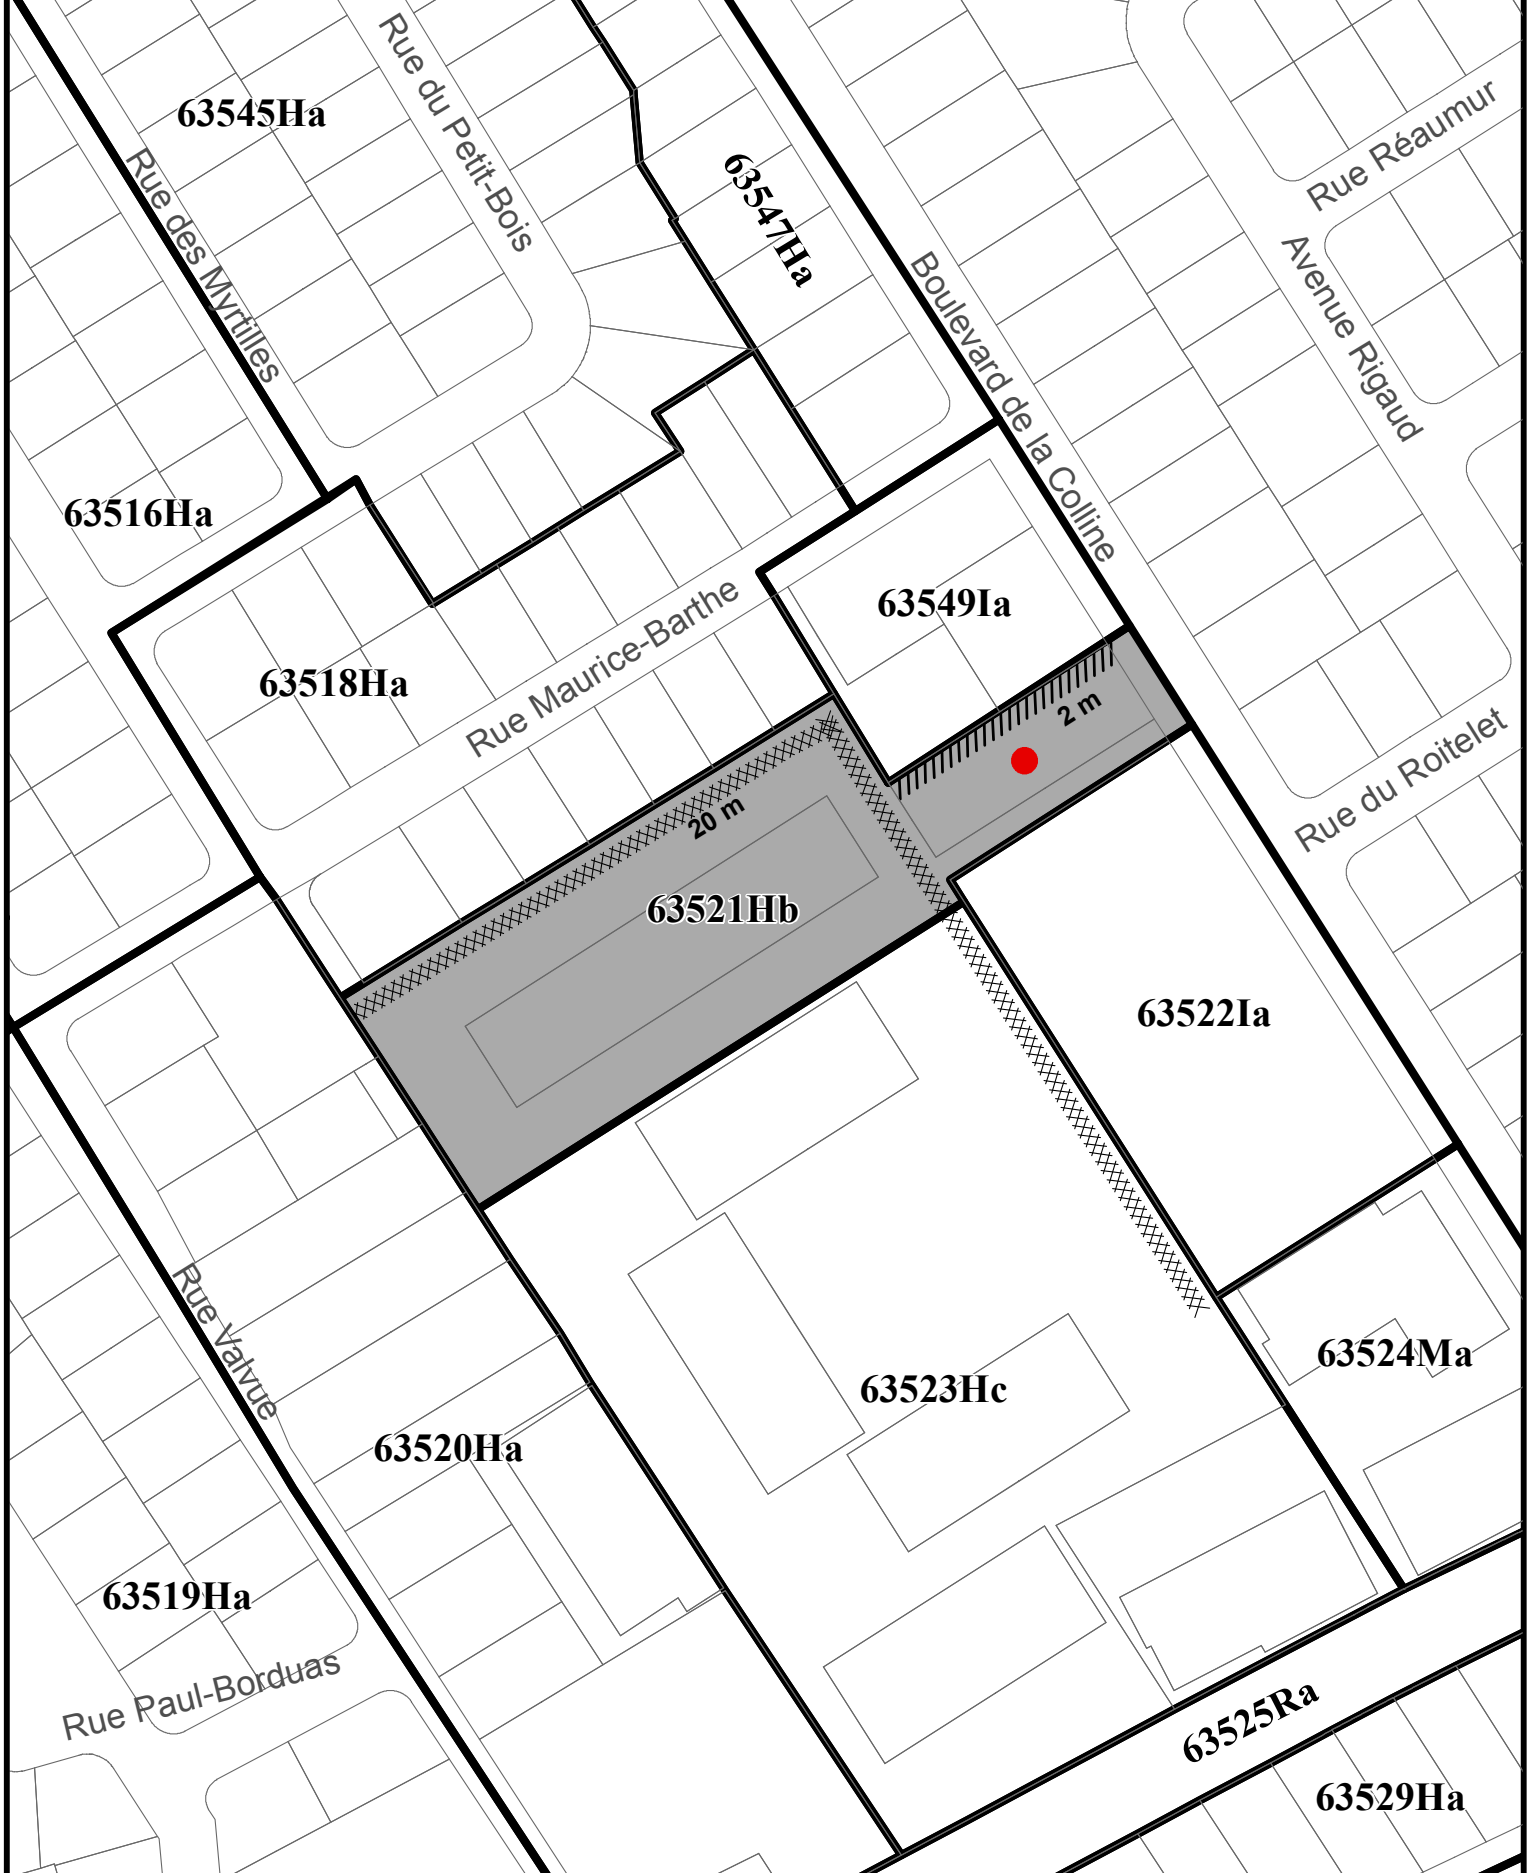 63545Ha
Rue du Petit-Bois
Rue Réaumur
Rue des Myrtilles
63547Ha
Boulevard de la Colline
Avenue Rigaud
63516Ha
63549Ia
63518Ha
Rue Maurice-Barthe
2 m
20 m
Rue du Roitelet
63521Hb
63522Ia
Rue Valvue
63524Ma
63523Hc
63520Ha
63519Ha
Rue Paul-Borduas
63525Ra
63529Ha